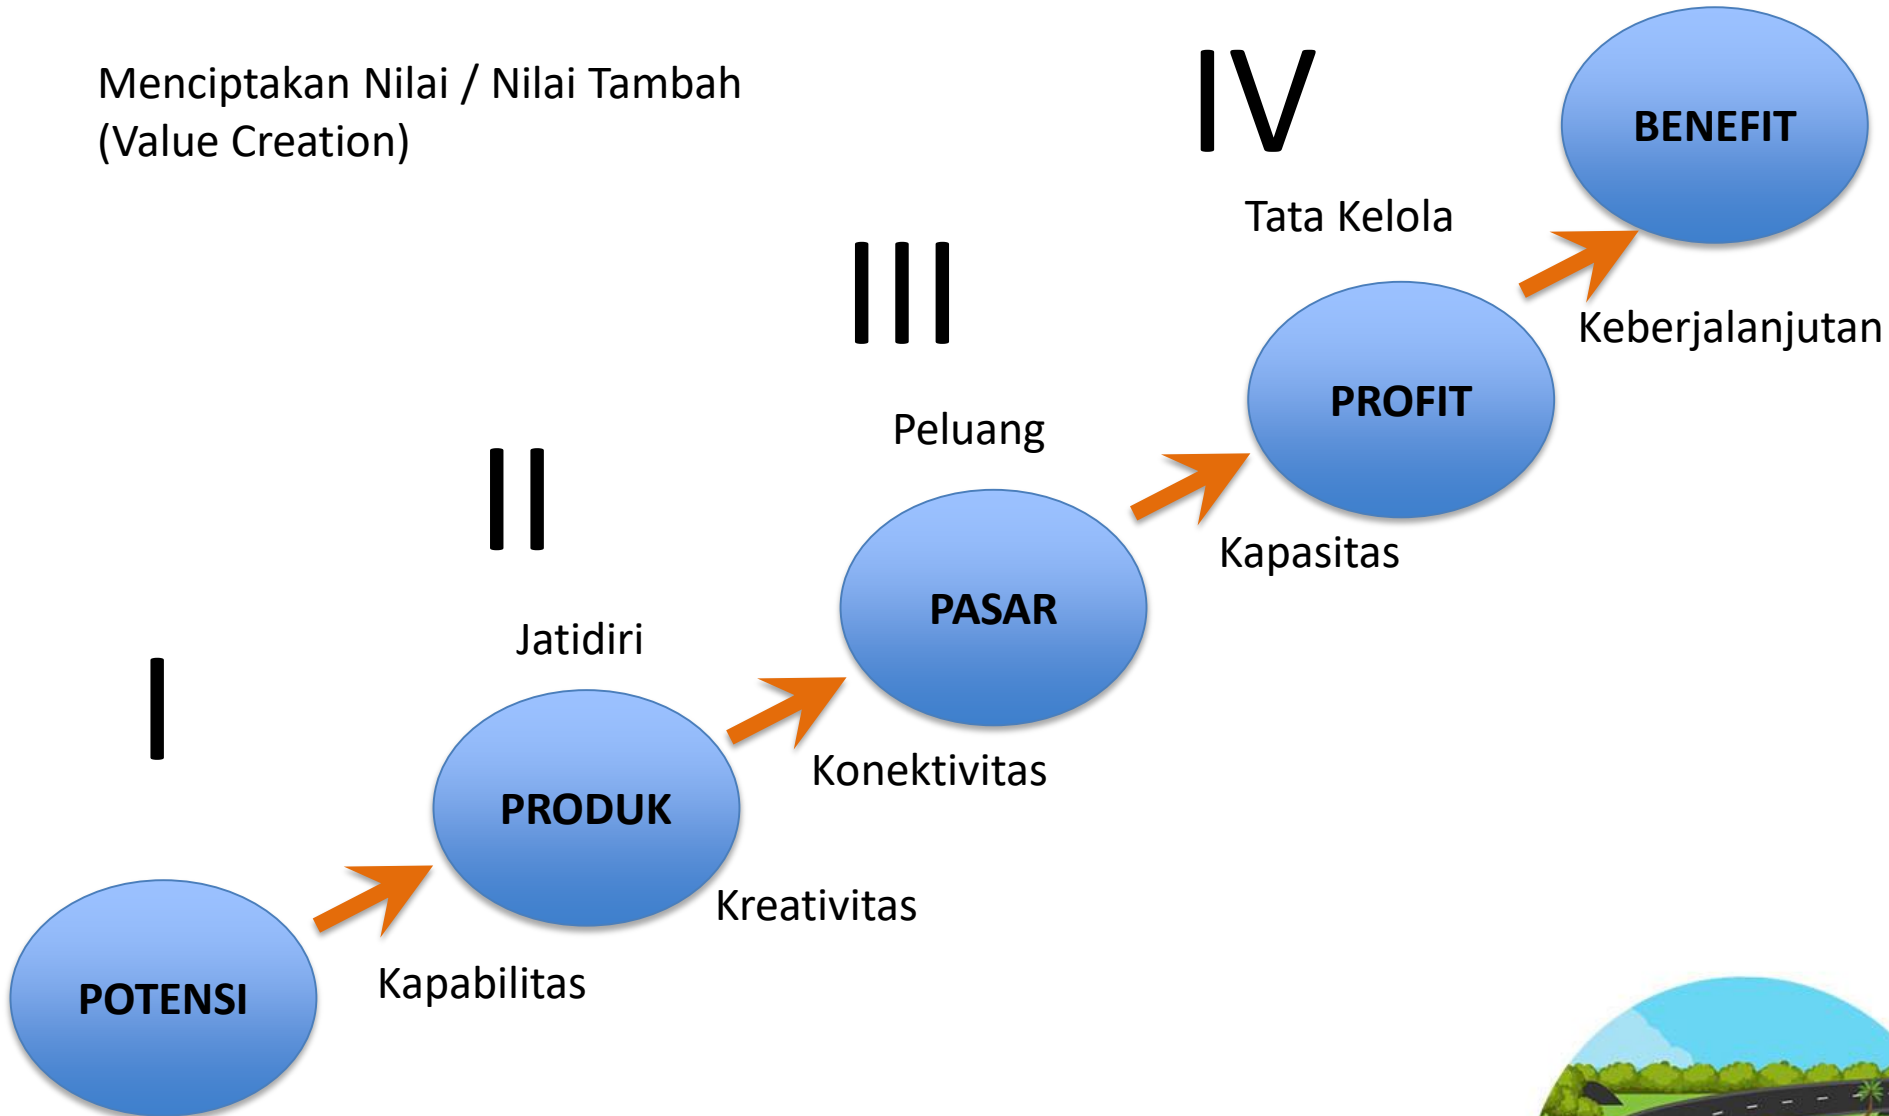 Menciptakan Nilai / Nilai Tambah
(Value Creation)
IV
BENEFIT
Tata Kelola
III
Keberjalanjutan
PROFIT
Peluang
II
Kapasitas
PASAR
Jatidiri
I
Konektivitas
PRODUK
Kreativitas
Kapabilitas
POTENSI